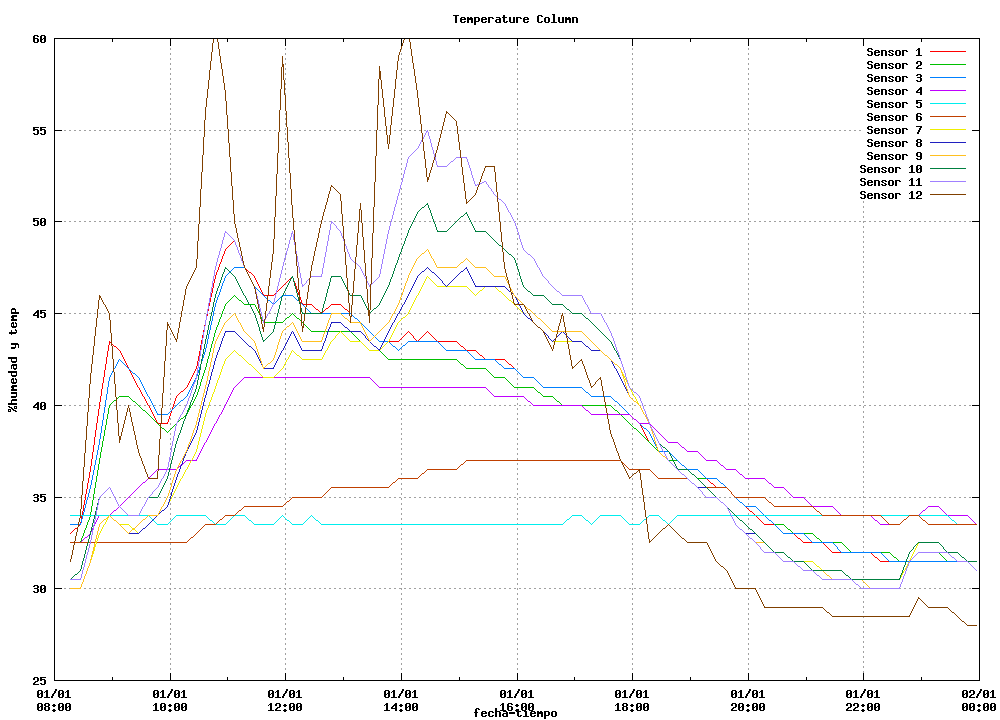 Temperature Column
60
55
50
45
40
35
30
25
%humedad y temp
Sensor 1
Sensor 2
Sensor 3
Sensor 4
Sensor 5
Sensor 6
Sensor 7
Sensor 8
Sensor 9
Sensor 10
Sensor 11
Sensor 12
01/01 01/01 01/01 01/01 01/01 01/01 01/01 01/01 02/01
08:00 10:00 12:00 14:00 16:00 18:00 20:00 22:00 00:00
fecha-tiempo